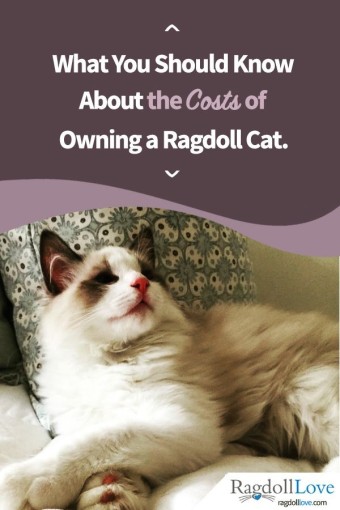 What You Should Know
About the Costs of
Owning a Ragdoll Cat.
RagdollLove
ragdolllove.com